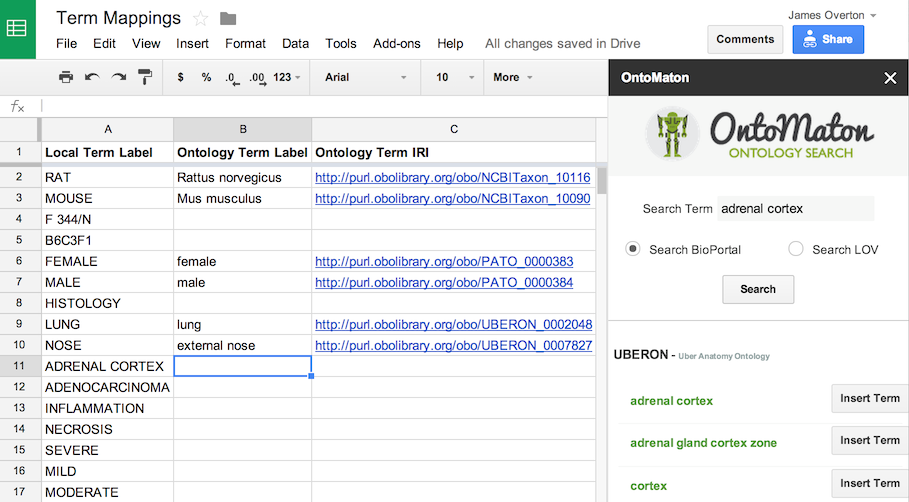 Term Mappings
James Overton
File Edit View Insert Format Data Tools Add-ons Help All changes saved in Drive
Comments Share
$ % .0 .00 123 Arial 10 More
fx
A B C
1 Local Term Label Ontology Term Label Ontology Term IRI
2 RAT Rattus norvegicus http://purl.obolibrary.org/obo/NCBITaxon_10116
3 MOUSE Mus musculus http://purl.obolibrary.org/obo/NCBITaxon_10090
4 F 344/N
5 B6C3F1
6 FEMALE female http://purl.obolibrary.org/obo/PATO_0000383
7 MALE male http://purl.obolibrary.org/obo/PATO_0000384
8 HISTOLOGY
9 LUNG lung http://purl.obolibrary.org/obo/UBERON_0002048
10 NOSE external nose http://purl.obolibrary.org/obo/UBERON_0007827
11 ADRENAL CORTEX
12 ADENOCARCINOMA
13 INFLAMMATION
14 NECROSIS
15 SEVERE
16 MILD
17 MODERATE
OntoMaton
OntoMaton
ONTOLOGY SEARCH
Search Term adrenal cortex
Search BioPortal Search LOV
Search
UBERON - Uber Anatomy Ontology
adrenal cortex Insert Term
adrenal gland cortex zone Insert Term
cortex Insert Term